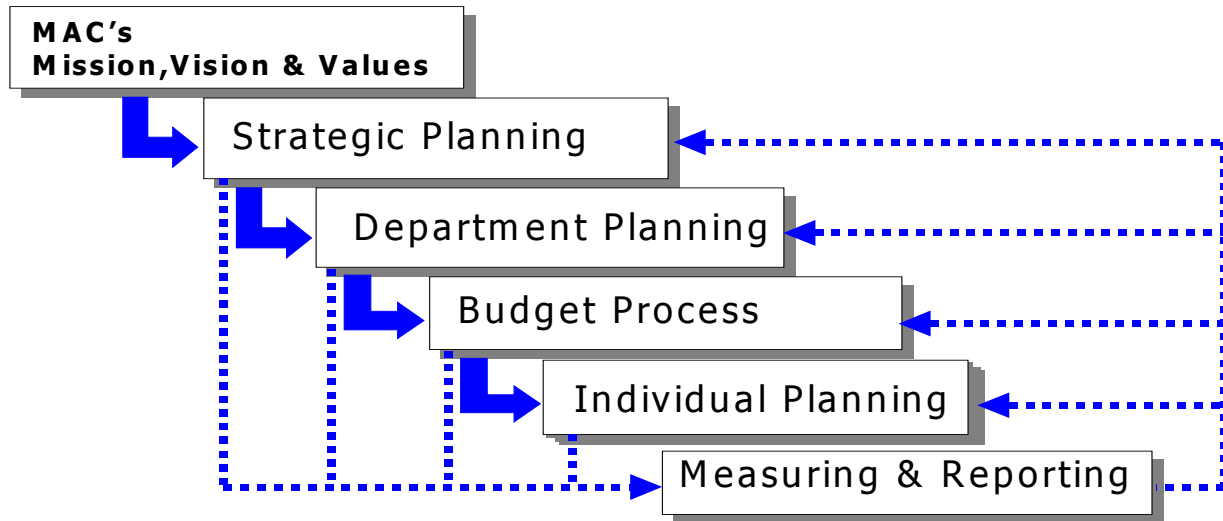 MAC’s
Mission,Vision & Values
Strategic Planning
Department Planning
Budget Process
Individual Planning
Measuring & Reporting